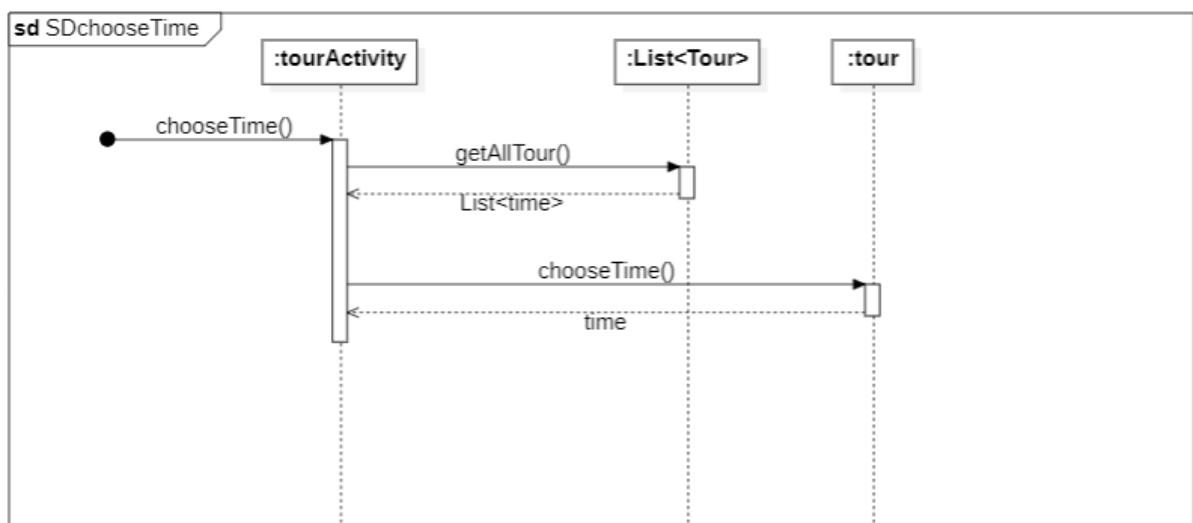 sd SDchooseTime
:tourActivity
:List<Tour>
:tour
chooseTime()
getAllTour()
List<time>
chooseTime()
time